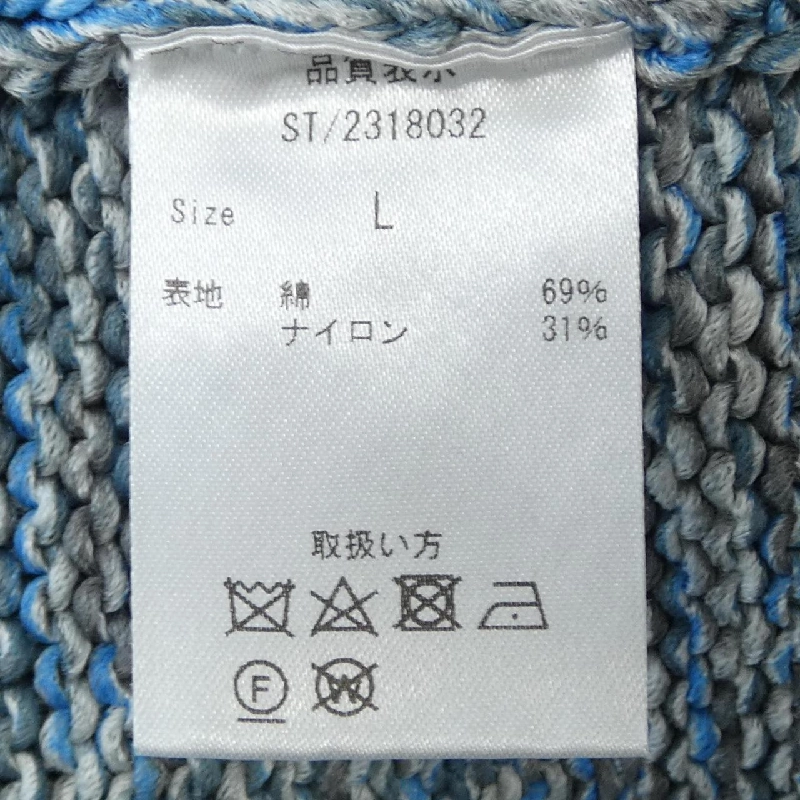 品質表示
ST/2318032
Size L
表地 綿 69%
ナイロン 31%
取扱い方
F W